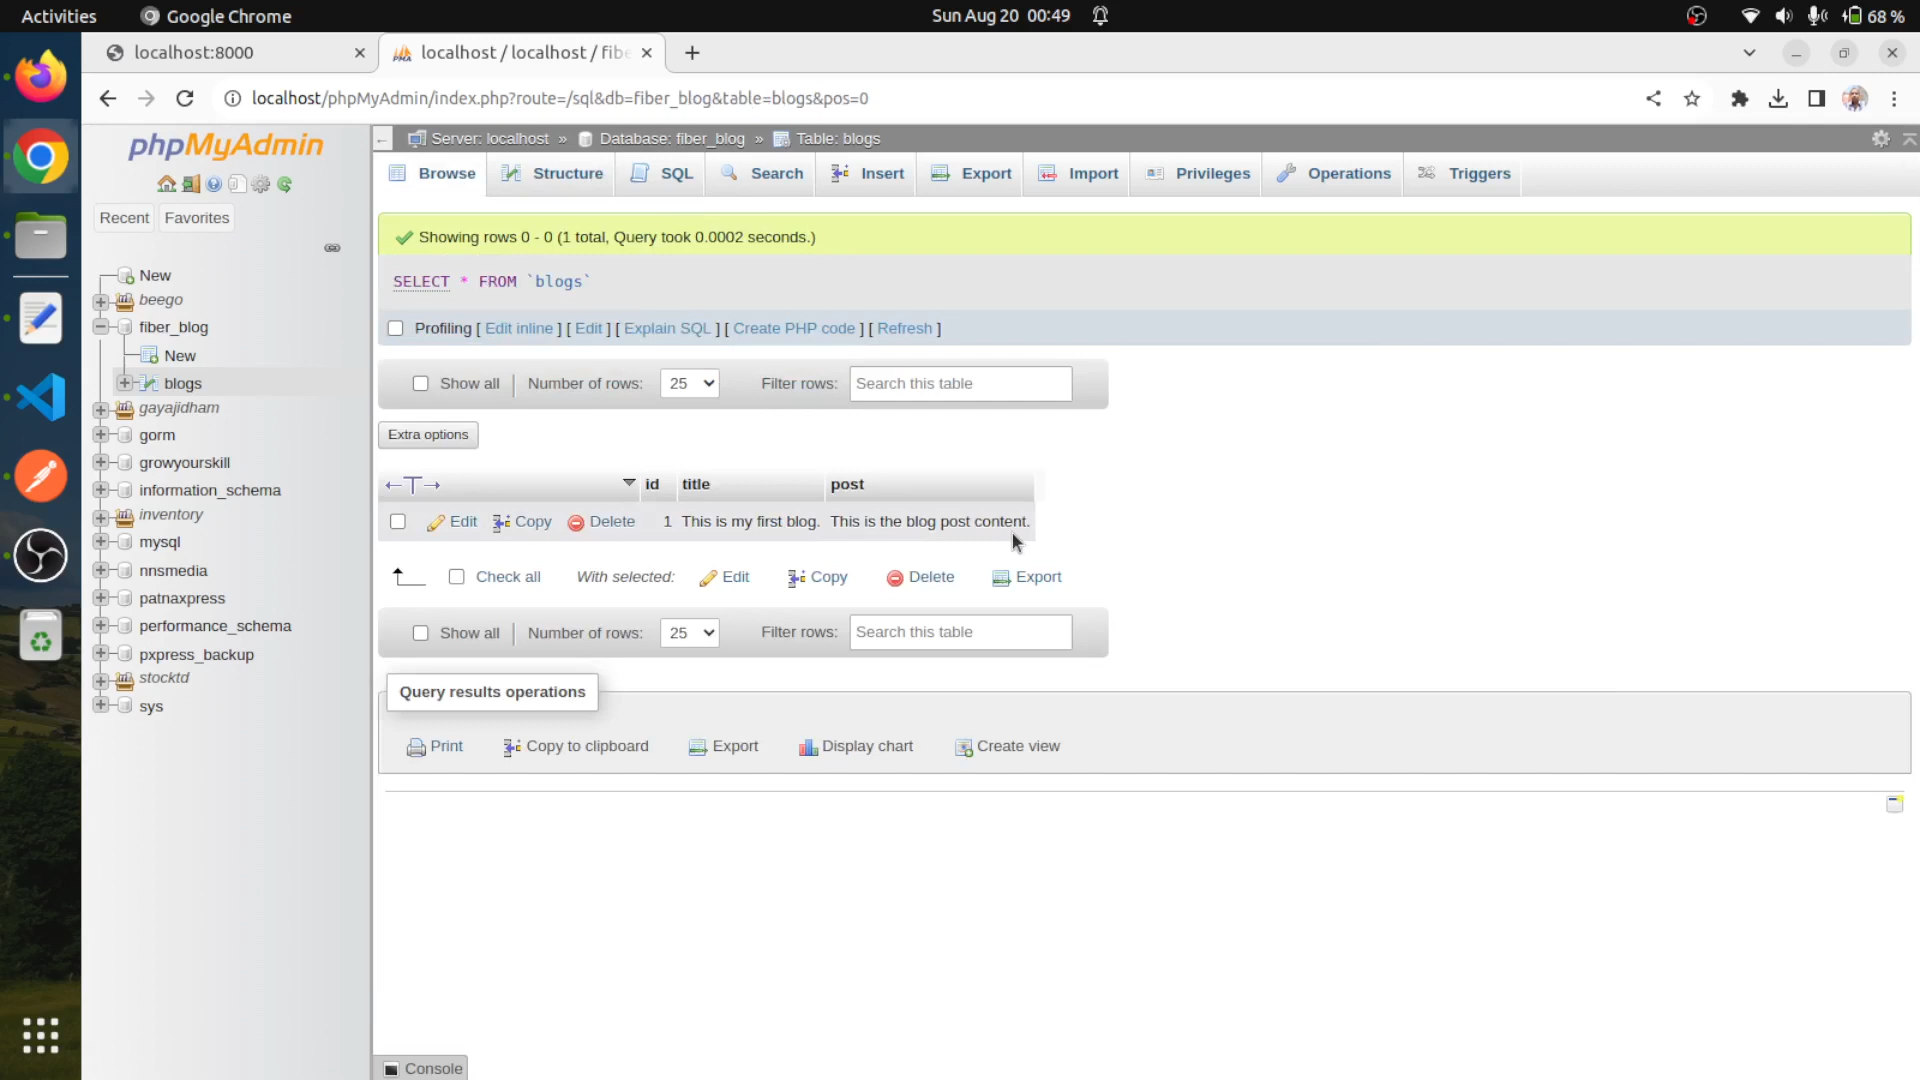 Activities
Google Chrome
Sun Aug 20 00:49
68 %
localhost:8000
localhost / localhost / fibe
localhost/phpMyAdmin/index.php?route=/sql&db=fiber_blog&table=blogs&pos=0
phpMyAdmin
Recent
Favorites
New
beego
fiber_blog
New
blogs
gayajidham
gorm
growyourskill
information_schema
inventory
mysql
nnsmedia
patnaxpress
performance_schema
pxpress_backup
stocktd
sys
Server: localhost » Database: fiber_blog » Table: blogs
Browse
Structure
SQL
Search
Insert
Export
Import
Privileges
Operations
Triggers
Showing rows 0 - 0 (1 total, Query took 0.0002 seconds.)
SELECT * FROM `blogs`
Profiling [ Edit inline ] [ Edit ] [ Explain SQL ] [ Create PHP code ] [ Refresh ]
Show all | Number of rows: 25 Filter rows: Search this table
Extra options
id title post
Edit Copy Delete 1 This is my first blog. This is the blog post content.
Check all With selected: Edit Copy Delete Export
Show all | Number of rows: 25 Filter rows: Search this table
Query results operations
Print Copy to clipboard Export Display chart Create view
Console